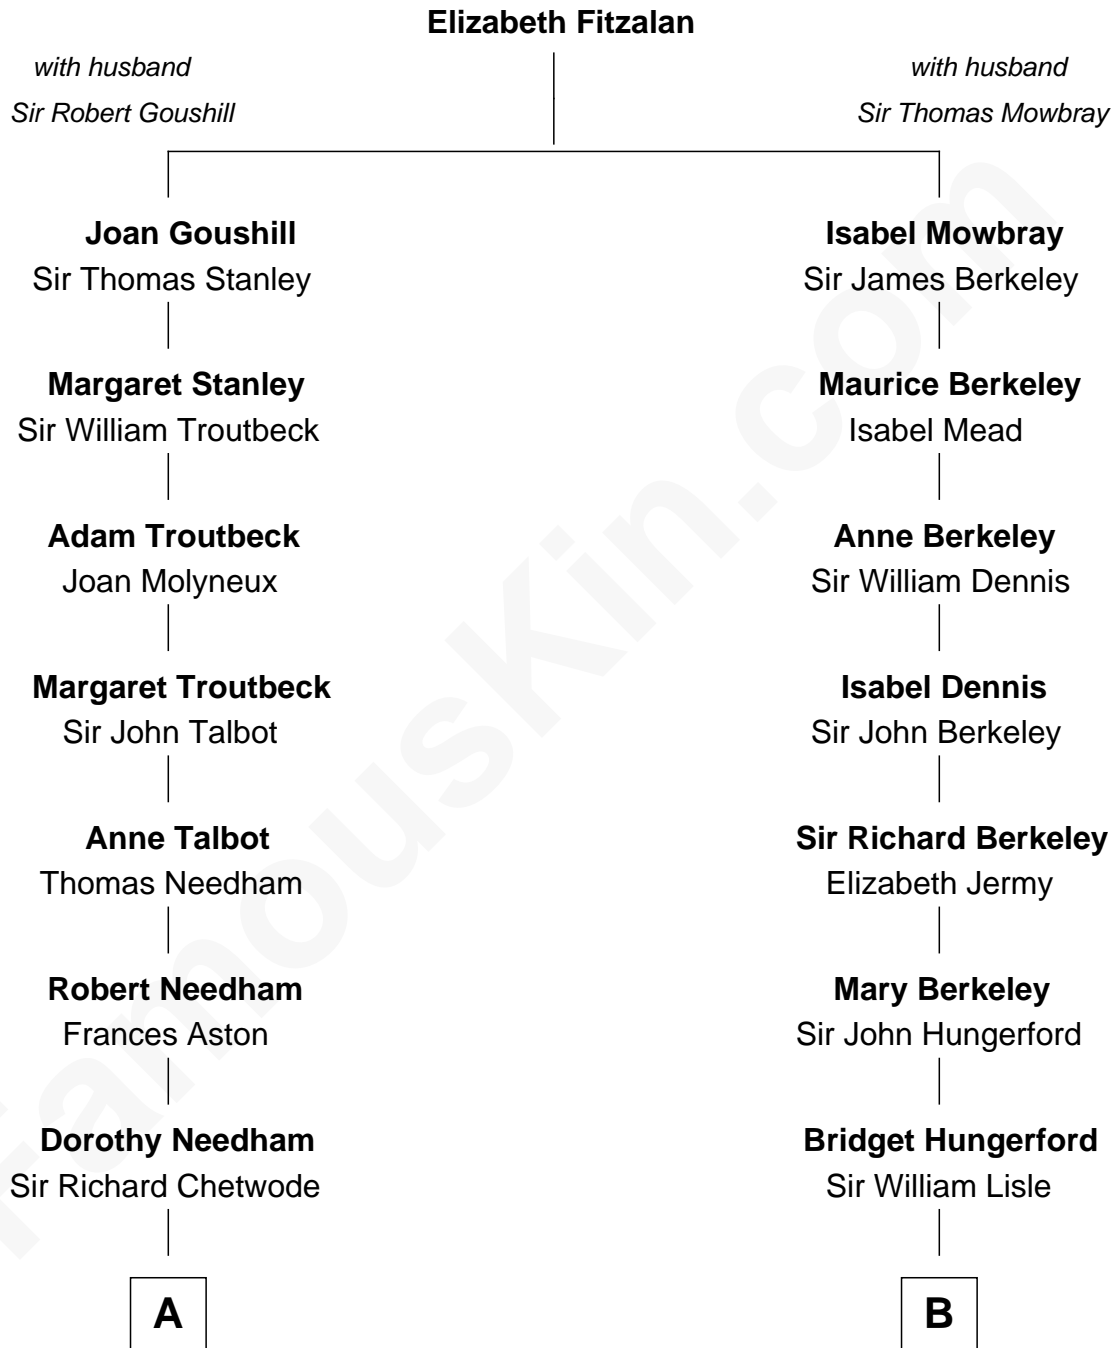 Elizabeth Fitzalan
with husband
Sir Robert Goushill
with husband
Sir Thomas Mowbray
Joan Goushill
Sir Thomas Stanley
Margaret Stanley
Sir William Troutbeck
Adam Troutbeck
Joan Molyneux
Margaret Troutbeck
Sir John Talbot
Anne Talbot
Thomas Needham
Robert Needham
Frances Aston
Dorothy Needham
Sir Richard Chetwode
A
Isabel Mowbray
Sir James Berkeley
Maurice Berkeley
Isabel Mead
Anne Berkeley
Sir William Dennis
Isabel Dennis
Sir John Berkeley
Sir Richard Berkeley
Elizabeth Jermy
Mary Berkeley
Sir John Hungerford
Bridget Hungerford
Sir William Lisle
B
FamousKin.com